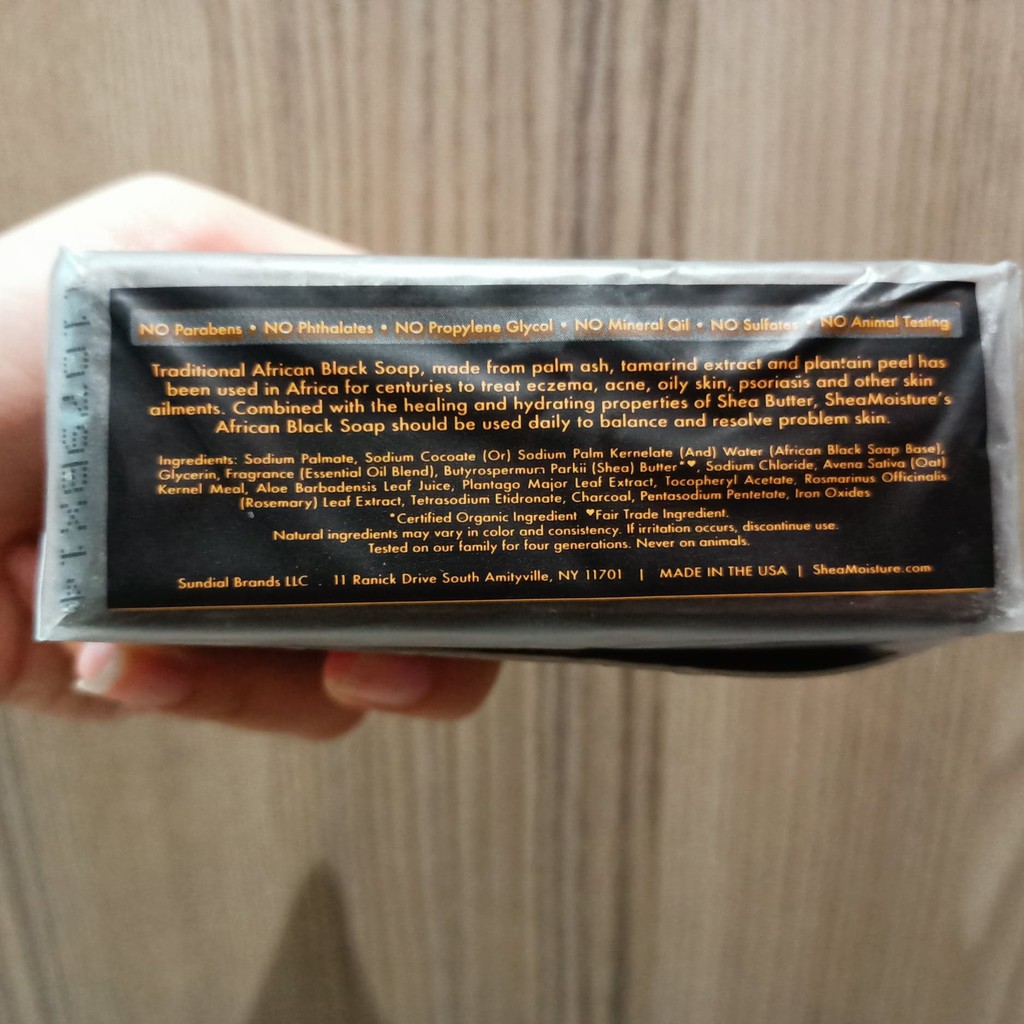 NO Parabens • NO Phthalates • NO Propylene Glycol • NO Mineral Oil • NO Sulfates • NO Animal Testing
Traditional African Black Soap, made from palm ash, tamarind extract and plantain peel has
been used in Africa for centuries to treat eczema, acne, oily skin, psoriasis and other skin
ailments. Combined with the healing and hydrating properties of Shea Butter, SheaMoisture's
African Black Soap should be used daily to balance and resolve problem skin.
Ingredients: Sodium Palmate, Sodium Cocoate (Or) Sodium Palm Kernelate (And) Water (African Black Soap Base),
Glycerin, Fragrance (Essential Oil Blend), Butyrospermum Parkii (Shea) Butter*♥, Sodium Chloride, Avena Sativa (Oat)
Kernel Meal, Aloe Barbadensis Leaf Juice, Plantago Major Leaf Extract, Tocopheryl Acetate, Rosmarinus Officinalis
(Rosemary) Leaf Extract, Tetrasodium Etidronate, Charcoal, Pentasodium Pentetate, Iron Oxides
*Certified Organic Ingredient ♥Fair Trade Ingredient.
Natural ingredients may vary in color and consistency. If irritation occurs, discontinue use.
Tested on our family for four generations. Never on animals.
Sundial Brands LLC . 11 Ranick Drive South Amityville, NY 11701 | MADE IN THE USA | SheaMoisture.com